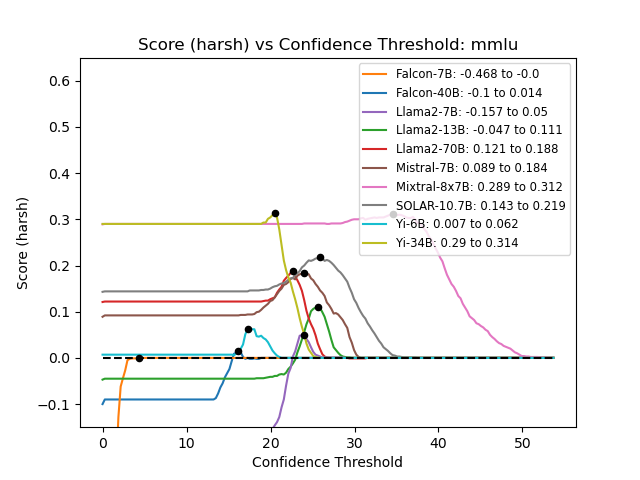 Score (harsh) vs Confidence Threshold: mmlu
Score (harsh)
0.6
0.5
0.4
0.3
0.2
0.1
0.0
−0.1
Falcon-7B: -0.468 to -0.0
Falcon-40B: -0.1 to 0.014
Llama2-7B: -0.157 to 0.05
Llama2-13B: -0.047 to 0.111
Llama2-70B: 0.121 to 0.188
Mistral-7B: 0.089 to 0.184
Mixtral-8x7B: 0.289 to 0.312
SOLAR-10.7B: 0.143 to 0.219
Yi-6B: 0.007 to 0.062
Yi-34B: 0.29 to 0.314
0 10 20 30 40 50
Confidence Threshold